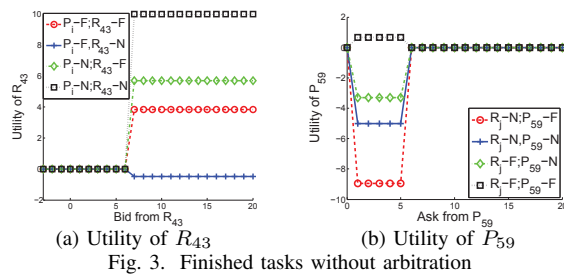 Utility of R43
10
8
6
4
2
0
2
0
5
10
15
20
Bid from R43
Pi−F;R43−F
Pi−F,R43−N
Pi−N;R43−F
Pi−N;R43−N
Utility of P59
2
0
−2
−4
−6
−8
−10
0
5
10
15
20
Ask from P59
Rj−N;P59−F
Rj−N,P59−N
Rj−F;P59−N
Rj−F;P59−F
(a) Utility of R43
(b) Utility of P59
Fig. 3. Finished tasks without arbitration